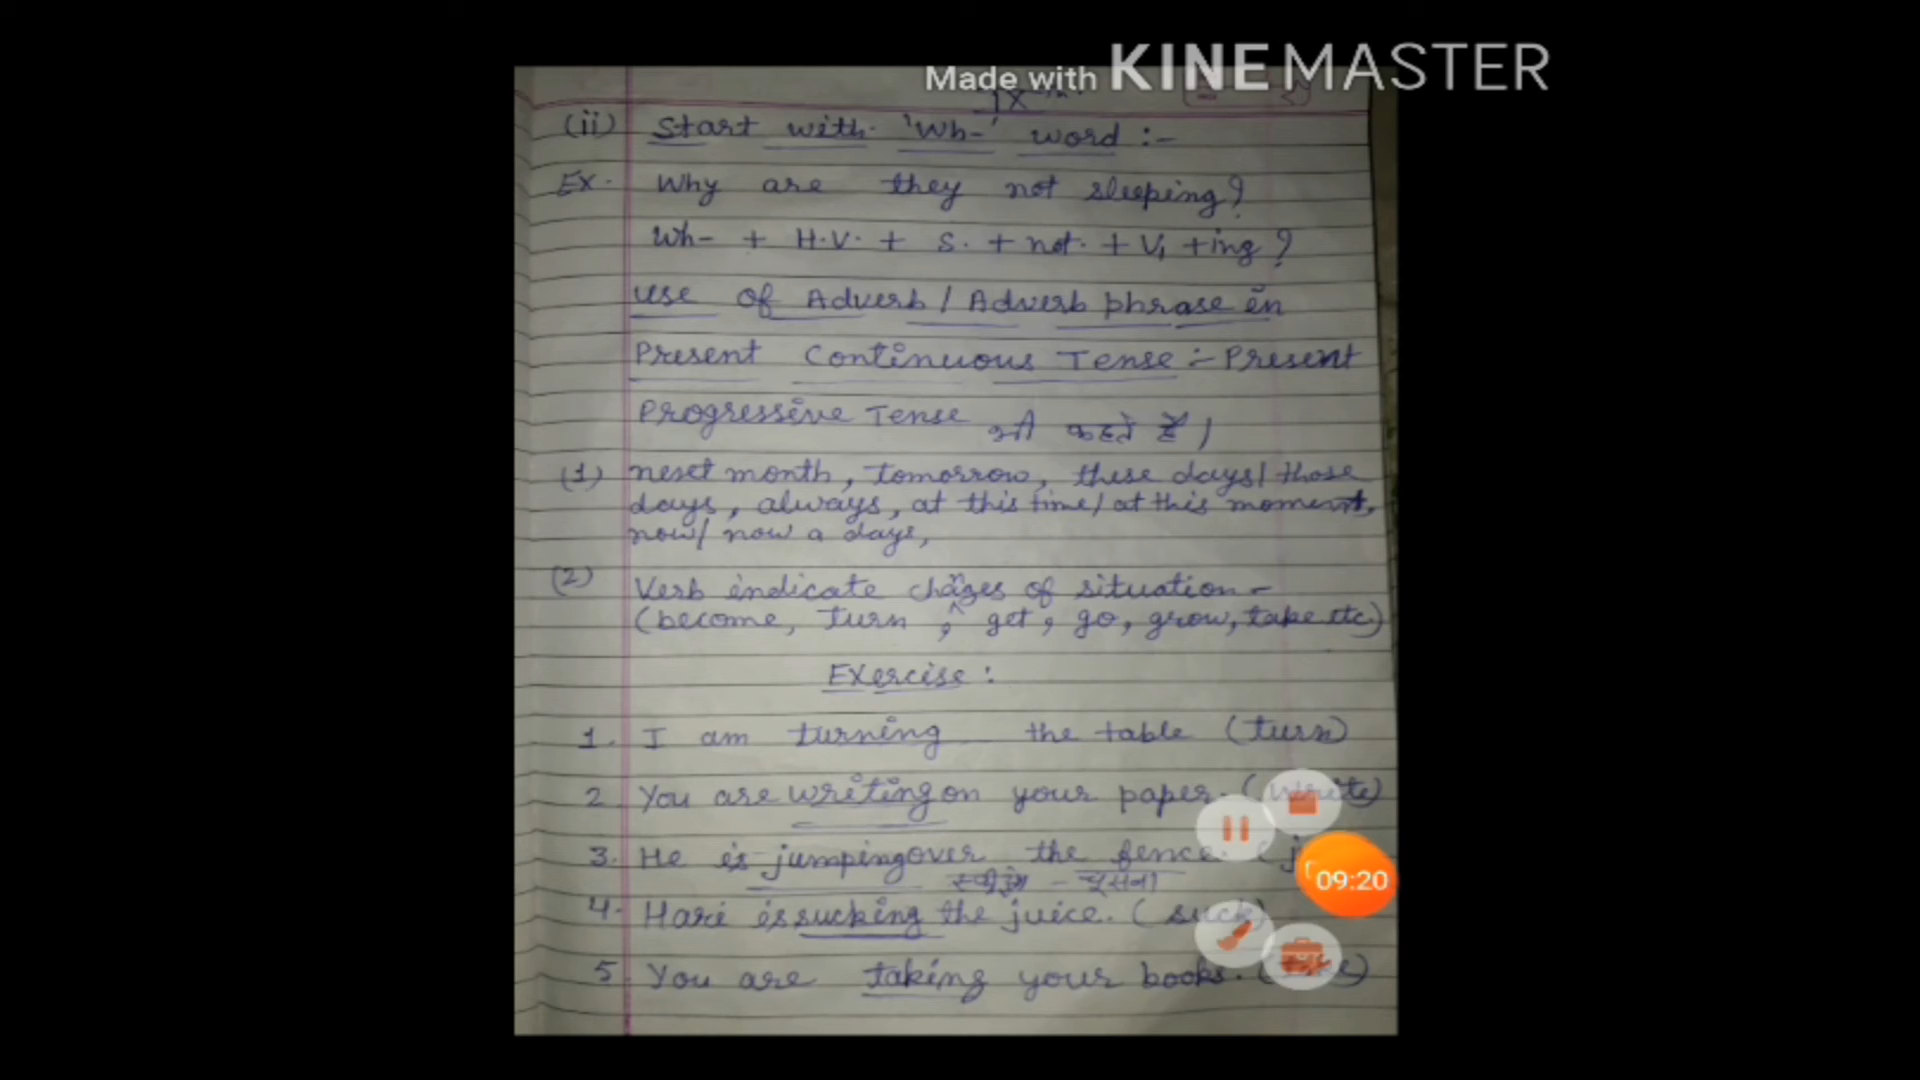 Made with KINEMASTER
(ii) Start with 'Wh-' word :-
Ex. Why are they not sleeping?
Wh- + H.V. + S. + not. + V1 + ing ?
use of Adverb / Adverb phrase in
Present Continuous Tense :- Present
Progressive Tense भी कहते हैं।
(1) next month, tomorrow, these days / those
days, always, at this time / at this moment,
now / now a days,
(2) Verb indicate changes of situation -
(become, turn, get, go, grow, take etc.)
Exercise :
1. I am turning the table (turn)
2. You are writing on your paper. (write)
3. He is jumping over the fence. (j
- चूसना
4. Hari is sucking the juice. (suck)
5. You are taking your books.
09:20